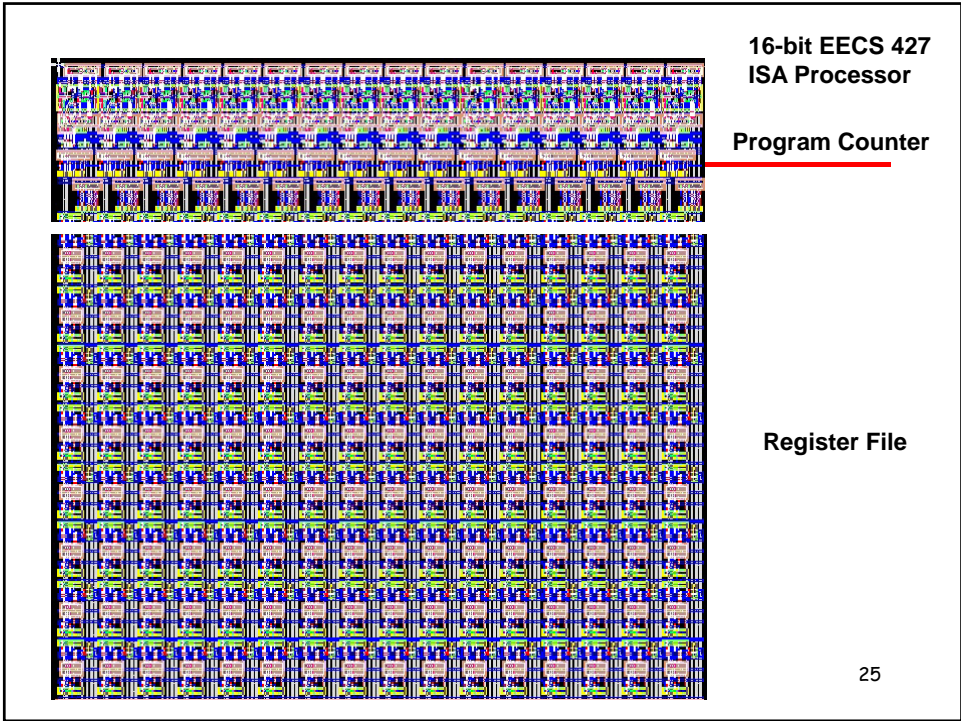 16-bit EECS 427
ISA Processor
Program Counter
Register File
25